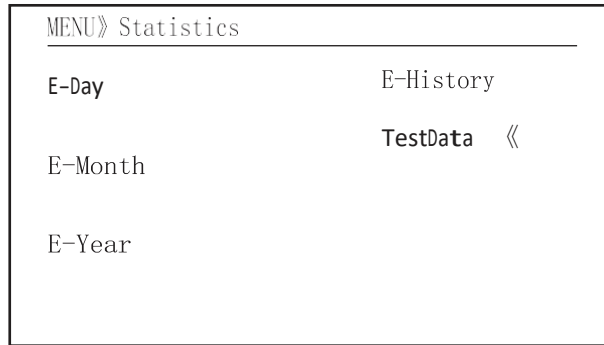 MENU》 Statistics
E-Day
E-Month
E-Year
E-History
TestData 《